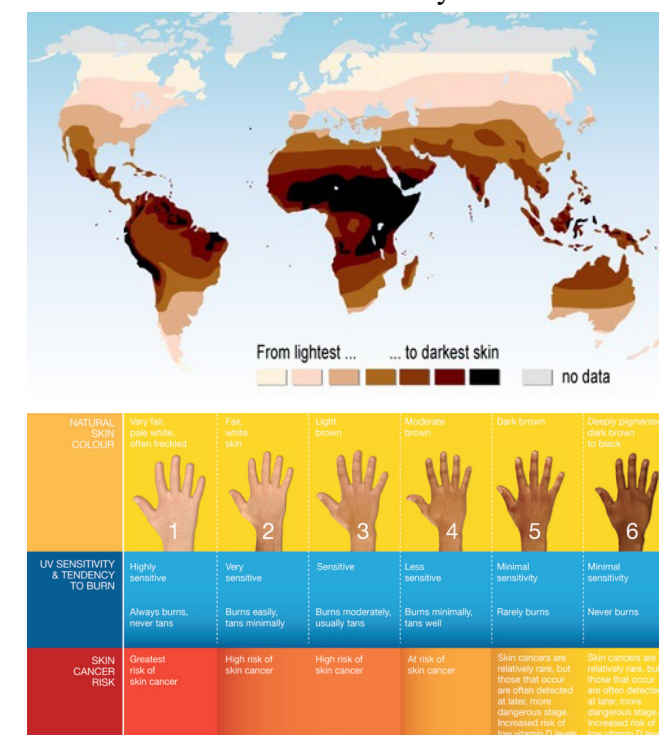 From lightest ... ... to darkest skin
no data
NATURAL
SKIN
COLOUR
Very fair,
pale white,
often freckled
Fair,
white
skin
Light
brown
Moderate
brown
Dark brown
Deeply pigmente
dark brown
to black
1
2
3
4
5
6
UV SENSITIVITY
& TENDENCY
TO BURN
Highly
sensitive
Very
sensitive
Sensitive
Less
sensitive
Minimal
sensitivity
Minimal
sensitivity
Always burns,
never tans
Burns easily,
tans minimally
Burns moderately,
usually tans
Burns minimally,
tans well
Rarely burns
Never burns
SKIN
CANCER
RISK
Greatest
risk of
skin cancer
High risk of
skin cancer
High risk of
skin cancer
At risk of
skin cancer
Skin cancers are
relatively rare, but
those that occur
are often detected
at later, more
dangerous stage.
Increased risk of
low vitamin D levels
Skin cancers are
relatively rare, but
those that occur
are often detected
at later, more
dangerous stage.
Increased risk of
low vitamin D